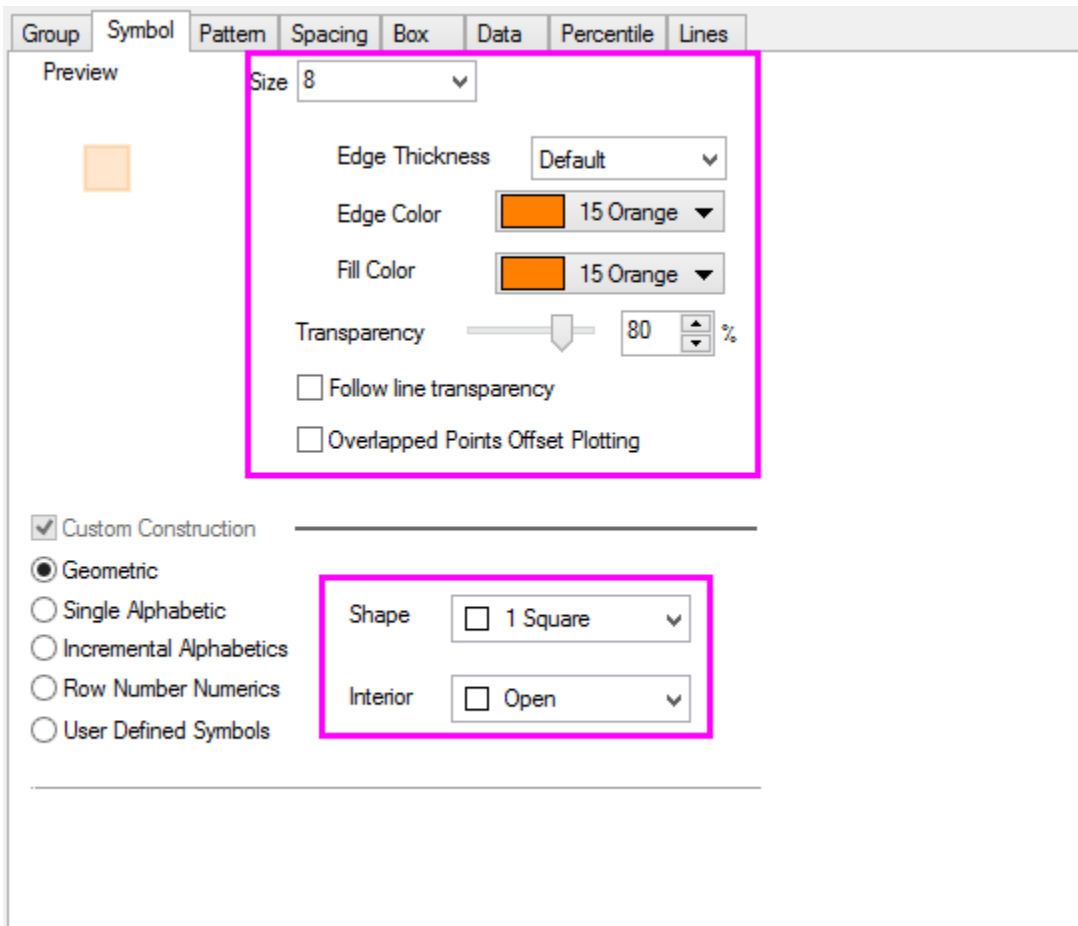 Group Symbol Pattern Spacing Box Data Percentile Lines
Preview
Size 8
Edge Thickness Default
Edge Color 15 Orange
Fill Color 15 Orange
Transparency 80 %
Follow line transparency
Overlapped Points Offset Plotting
Custom Construction
Geometric
Single Alphabetic
Incremental Alphabetics
Row Number Numerics
User Defined Symbols
Shape 1 Square
Interior Open